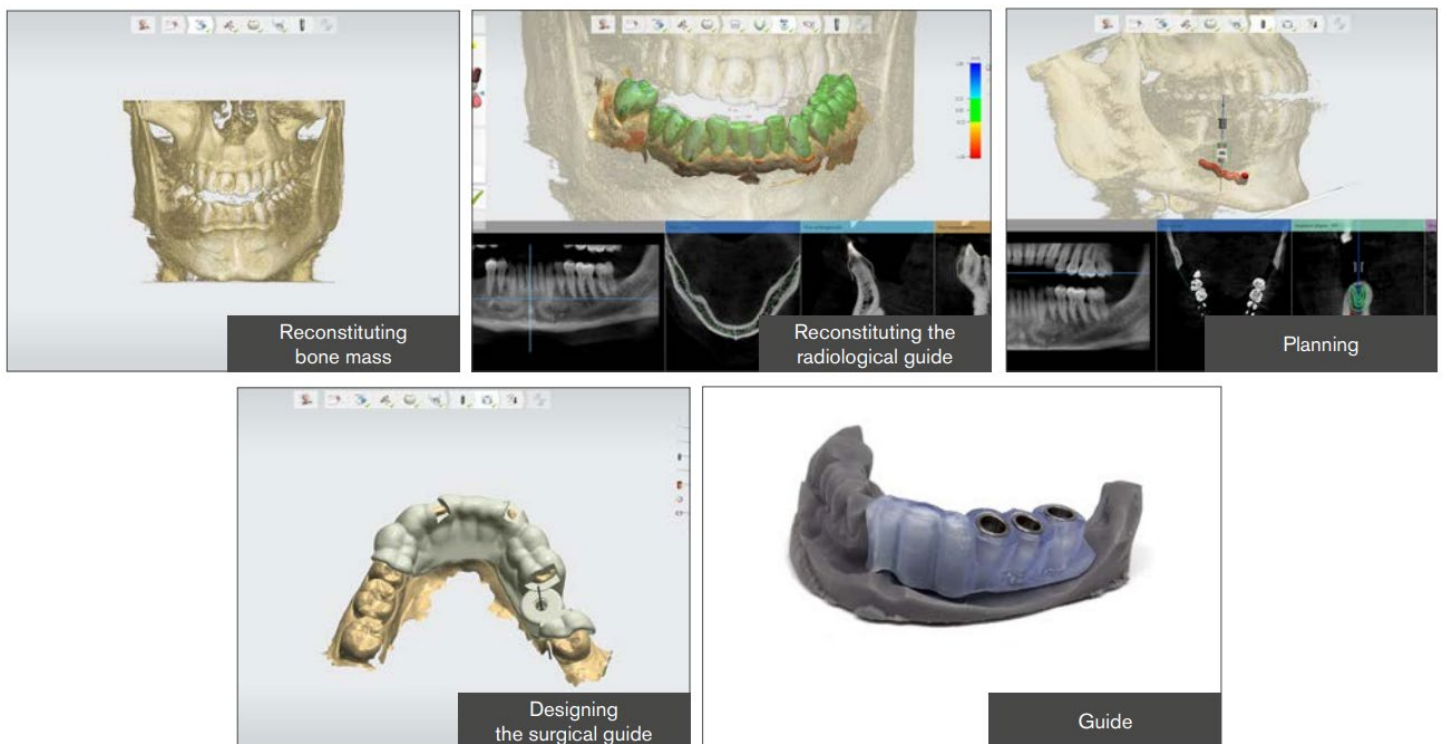 Reconstituting
bone mass
Reconstituting the
radiological guide
Planning
Designing
the surgical guide
Guide